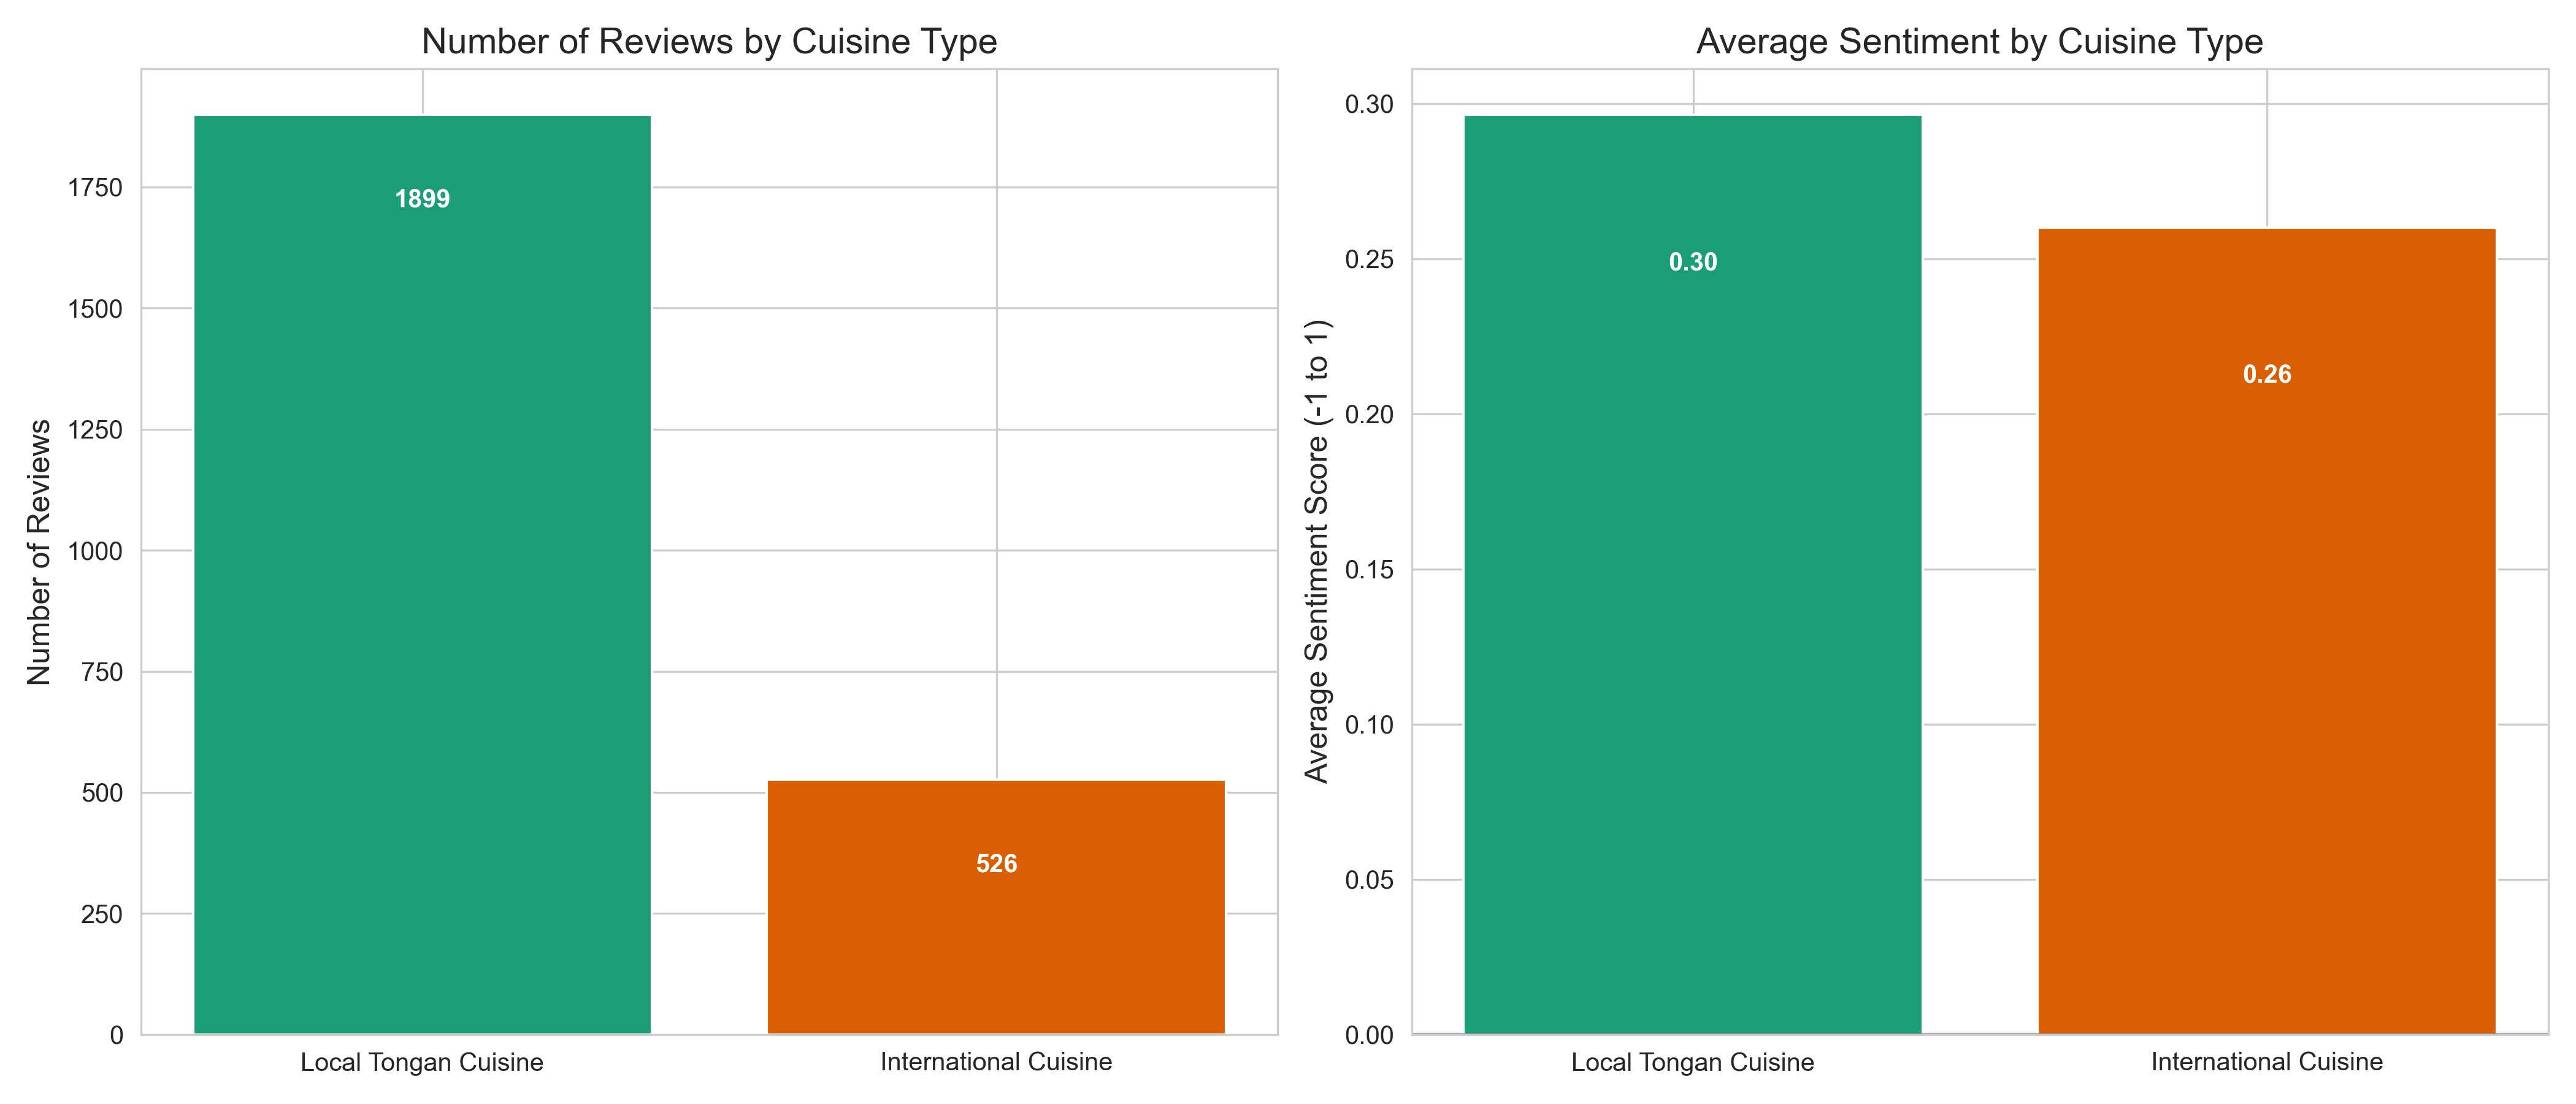 Number of Reviews by Cuisine Type
Number of Reviews
1750
1500
1250
1000
750
500
250
0
1899
526
Local Tongan Cuisine
International Cuisine
Average Sentiment by Cuisine Type
Average Sentiment Score (-1 to 1)
0.30
0.25
0.20
0.15
0.10
0.05
0.00
0.30
0.26
Local Tongan Cuisine
International Cuisine